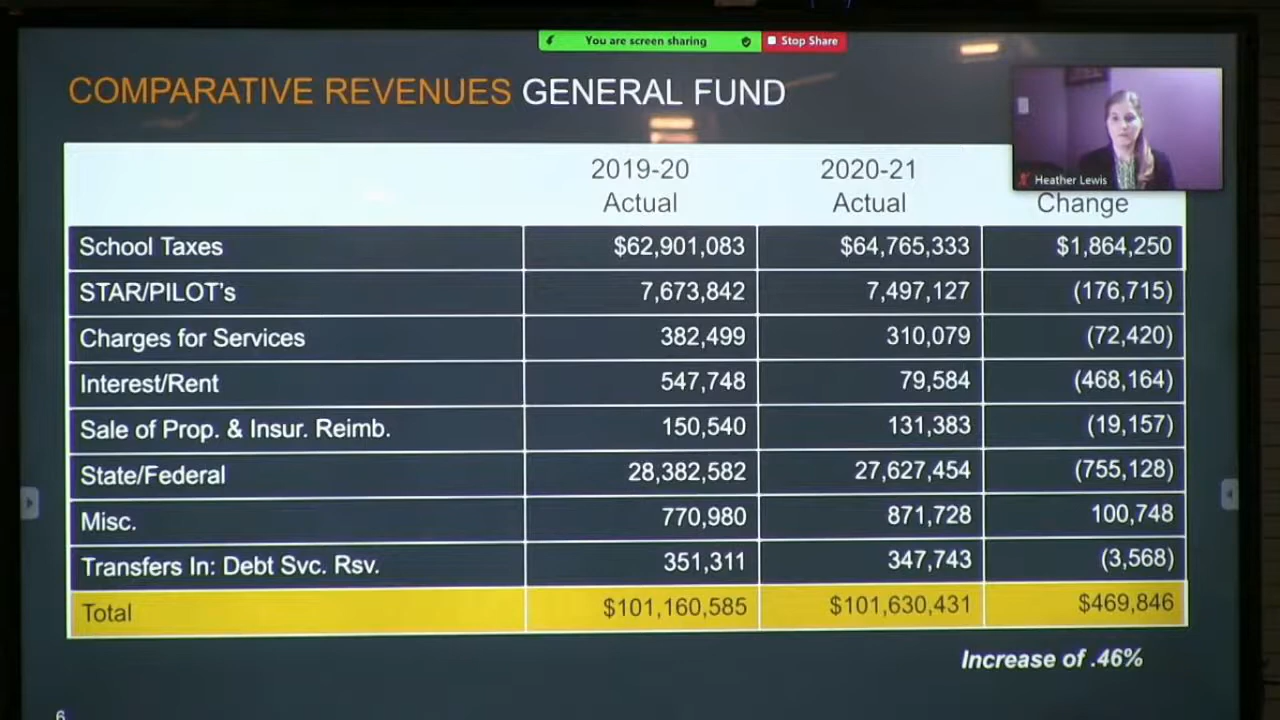 You are screen sharing Stop Share
COMPARATIVE REVENUES GENERAL FUND
Heather Lewis
2019-20 2020-21
Actual Actual Change
School Taxes $62,901,083 $64,765,333 $1,864,250
STAR/PILOT's 7,673,842 7,497,127 (176,715)
Charges for Services 382,499 310,079 (72,420)
Interest/Rent 547,748 79,584 (468,164)
Sale of Prop. & Insur. Reimb. 150,540 131,383 (19,157)
State/Federal 28,382,582 27,627,454 (755,128)
Misc. 770,980 871,728 100,748
Transfers In: Debt Svc. Rsv. 351,311 347,743 (3,568)
Total $101,160,585 $101,630,431 $469,846
Increase of .46%
6